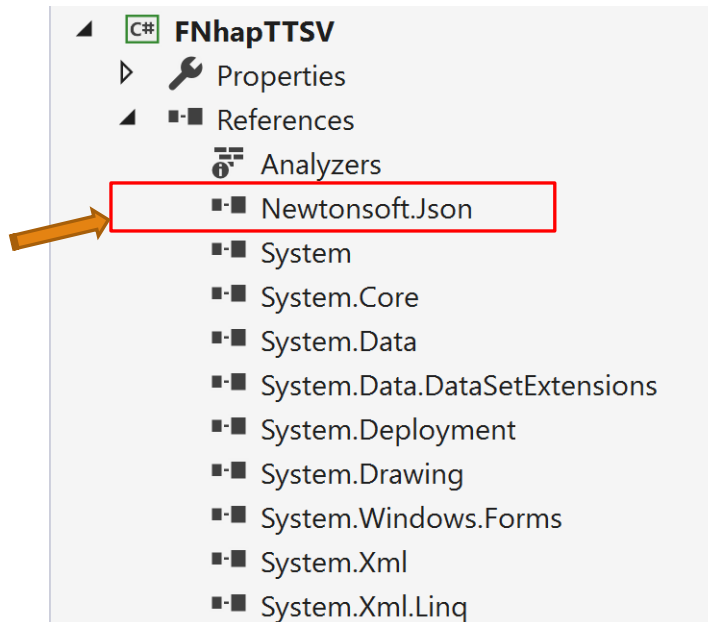 C# FNhapTTSV
Properties
References
Analyzers
Newtonsoft.Json
System
System.Core
System.Data
System.Data.DataSetExtensions
System.Deployment
System.Drawing
System.Windows.Forms
System.Xml
System.Xml.Linq